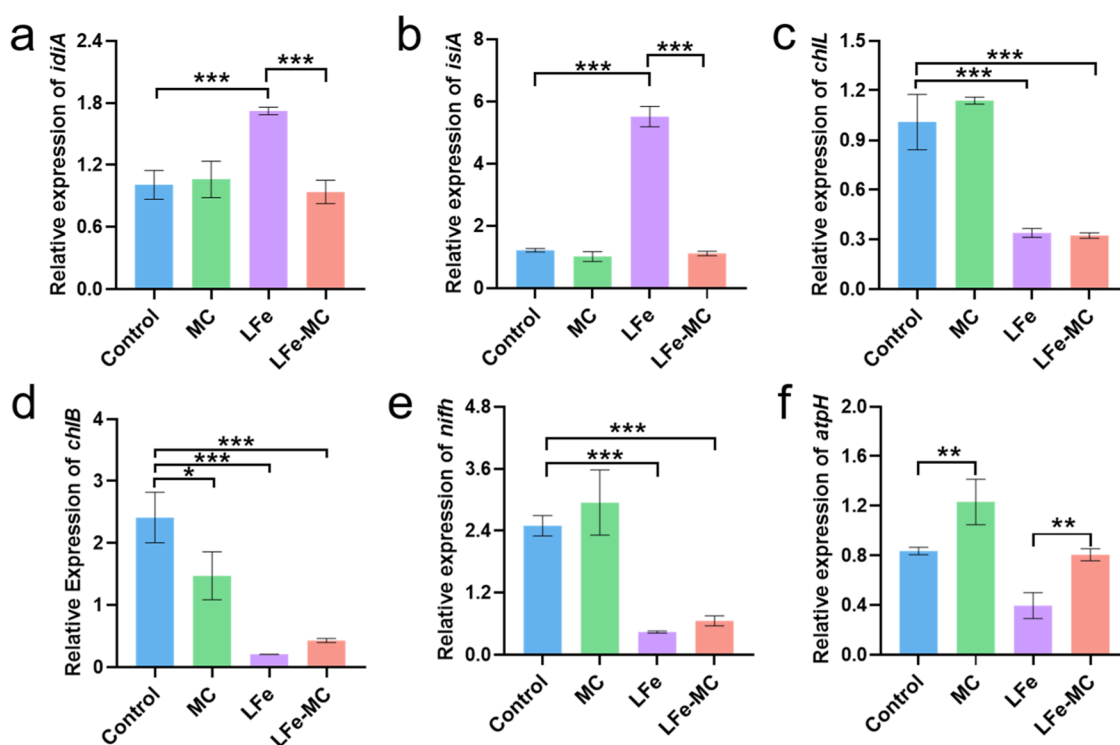 a
Relative expression of idiA
2.4
1.8
1.2
0.6
0.0
***
***
Control
MC
LFe
LFe-MC
b
Relative expression of isiA
8
6
4
2
0
***
***
Control
MC
LFe
LFe-MC
c
Relative expression of chlL
1.5
1.2
0.9
0.6
0.3
0.0
***
***
Control
MC
LFe
LFe-MC
d
Relative Expression of chlB
4
3
2
1
0
***
***
*
Control
MC
LFe
LFe-MC
e
Relative expression of nifh
4.8
3.6
2.4
1.2
0.0
***
***
Control
MC
LFe
LFe-MC
f
Relative expression of atpH
2.0
1.6
1.2
0.8
0.4
0.0
**
**
Control
MC
LFe
LFe-MC